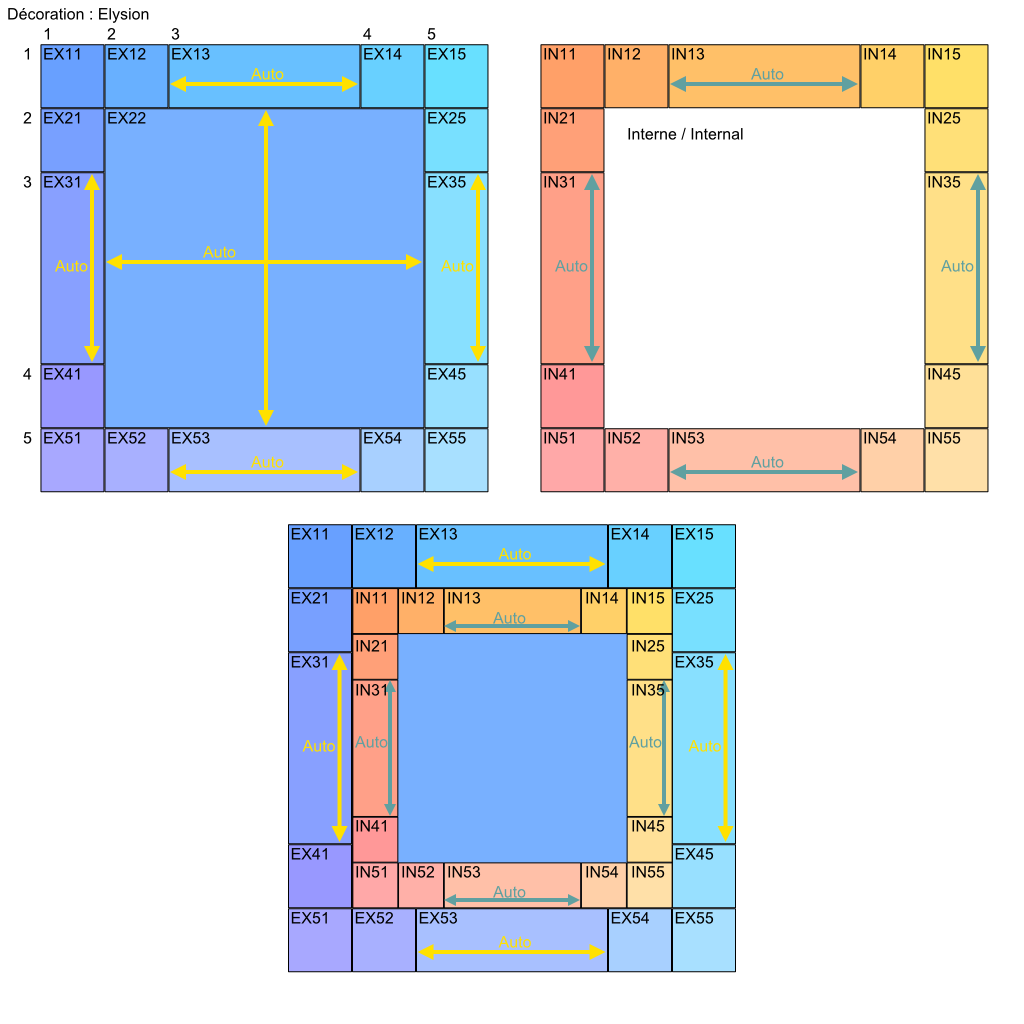 Décoration : Elysion
1 2 3 4 5
1 EX11 EX12 EX13 EX14 EX15
Auto
2 EX21 EX22 EX25
3 EX31 EX35
Auto
Auto Auto
4 EX41 EX45
5 EX51 EX52 EX53 EX54 EX55
Auto
IN11 IN12 IN13 IN14 IN15
Auto
IN21 IN25
Interne / Internal
IN31 IN35
Auto Auto
IN41 IN45
IN51 IN52 IN53 IN54 IN55
Auto
EX11 EX12 EX13 EX14 EX15
Auto
EX21 IN11 IN12 IN13 IN14 IN15 EX25
Auto
IN21 IN25
EX31 EX35
IN31 IN35
Auto Auto Auto Auto
IN41 IN45
EX41 EX45
IN51 IN52 IN53 IN54 IN55
Auto
EX51 EX52 EX53 EX54 EX55
Auto